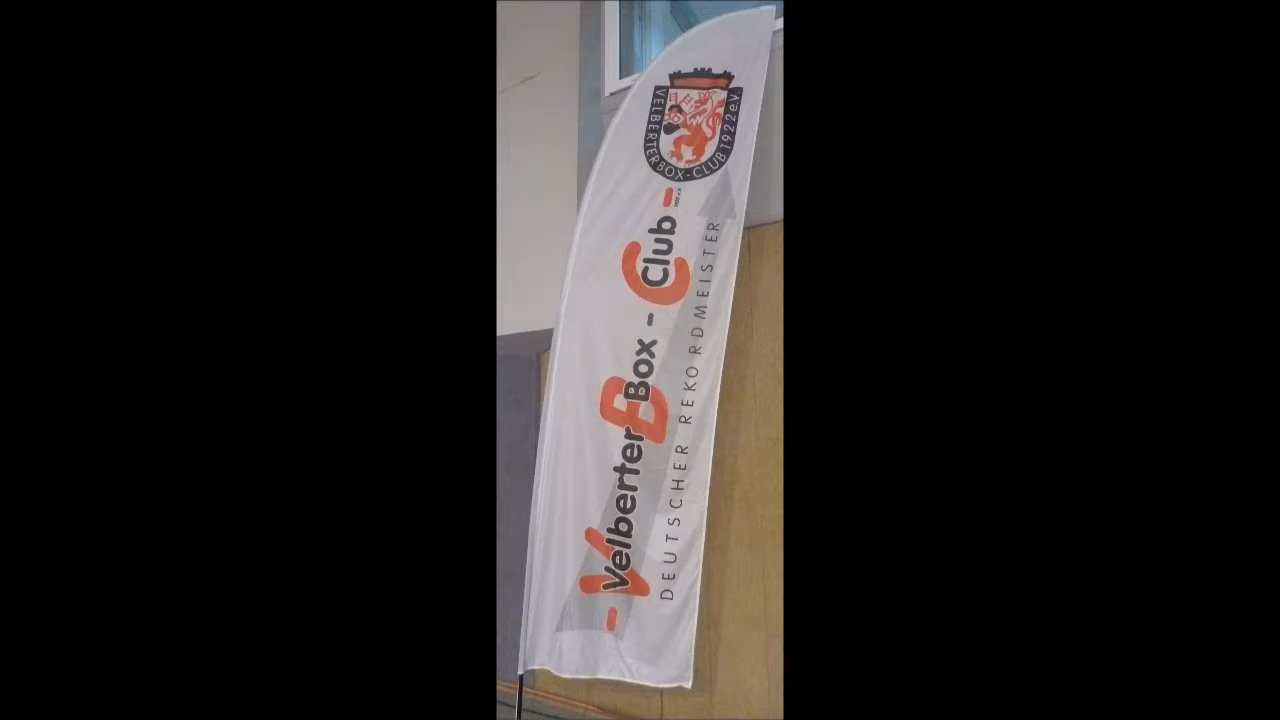 VELBERTER BOX-CLUB 1922 e.V.
- Velberter Box - Club -
V B C
DEUTSCHER REKORDMEISTER